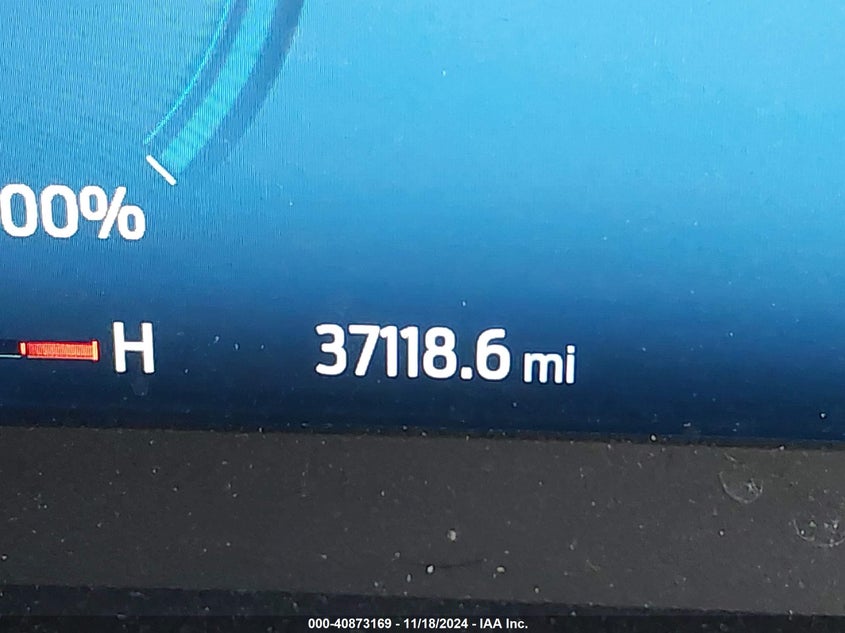 00%
H
37118.6 mi
000-40873169 - 11/18/2024 - IAA Inc.